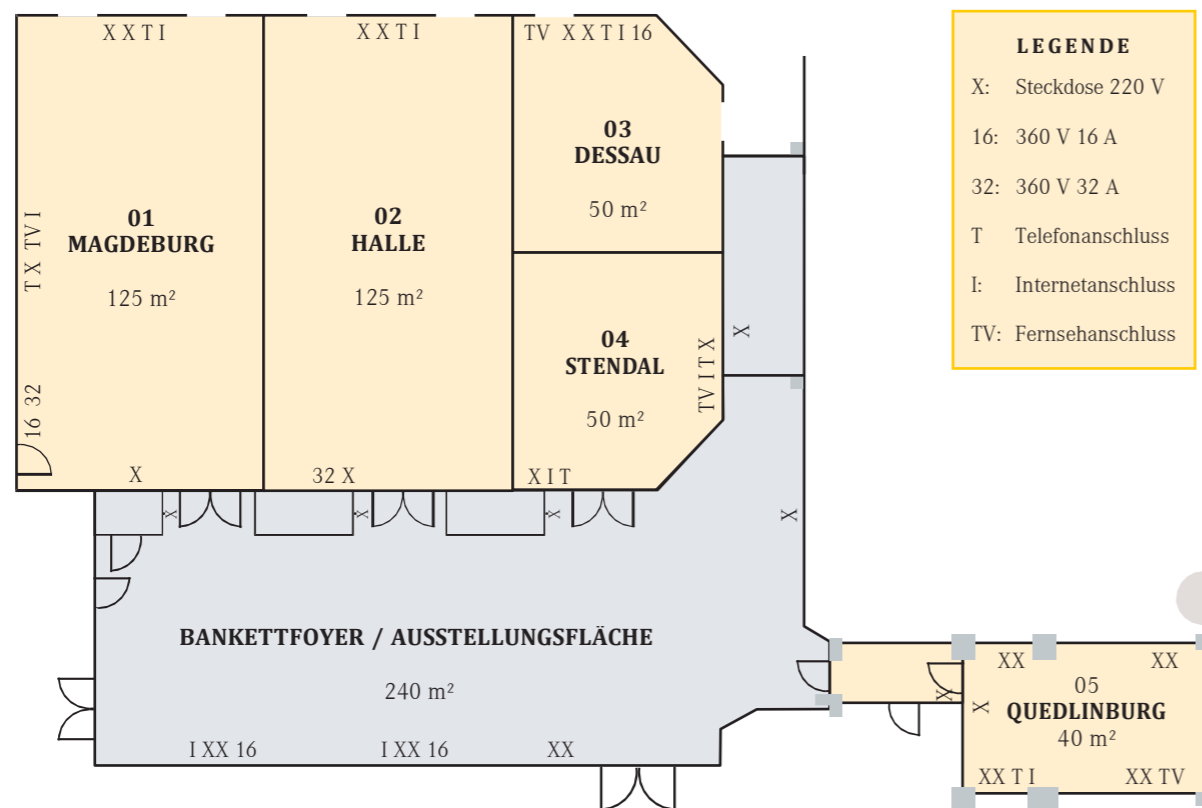 X X T I
X X T I
TV X X T I 16
01
MAGDEBURG
125 m²
T X TV I
16 32
X
02
HALLE
125 m²
32 X
03
DESSAU
50 m²
04
STENDAL
50 m²
TV I T X
X I T
X
X
X
X
X
BANKETTFOYER / AUSSTELLUNGSFLÄCHE
240 m²
I XX 16
I XX 16
XX
X
X
XX
XX
05
QUEDLINBURG
40 m²
XX T I
XX TV
LEGENDE
X: Steckdose 220 V
16: 360 V 16 A
32: 360 V 32 A
T Telefonanschluss
I: Internetanschluss
TV: Fernsehanschluss